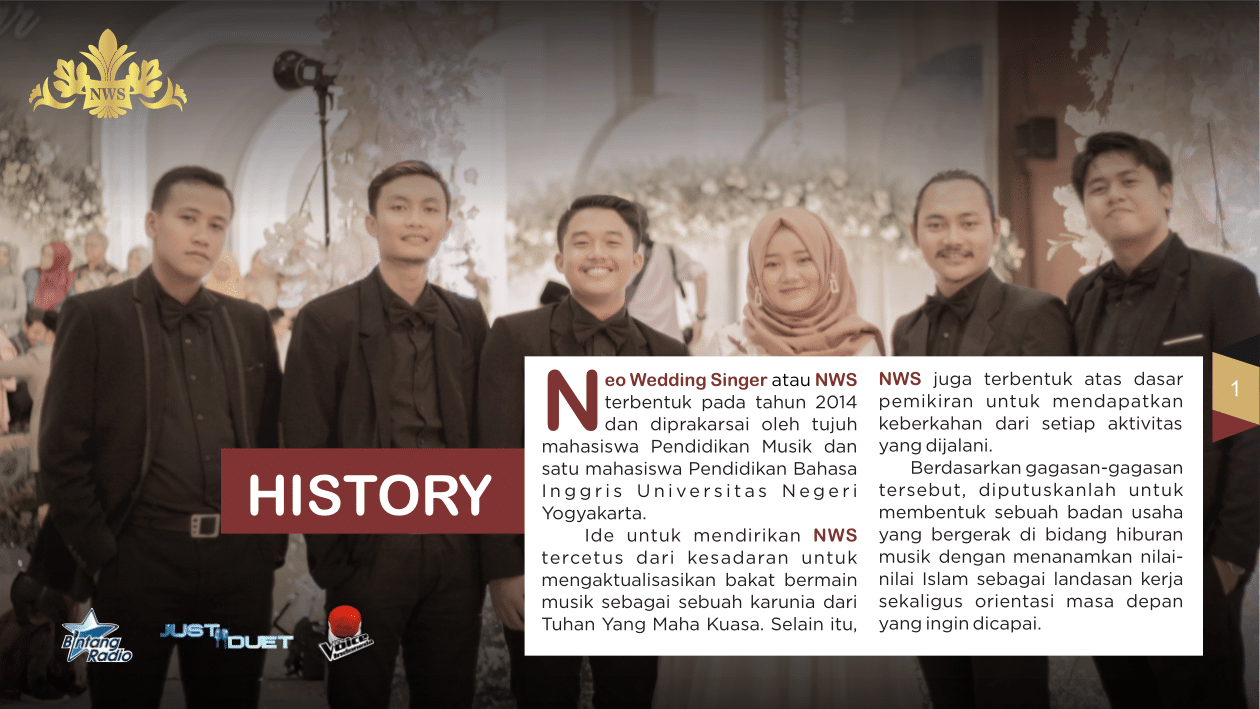 NWS
HISTORY
Neo Wedding Singer atau NWS
terbentuk pada tahun 2014
dan diprakarsai oleh tujuh
mahasiswa Pendidikan Musik dan
satu mahasiswa Pendidikan Bahasa
Inggris Universitas Negeri
Yogyakarta.
Ide untuk mendirikan NWS
tercetus dari kesadaran untuk
mengaktualisasikan bakat bermain
musik sebagai sebuah karunia dari
Tuhan Yang Maha Kuasa. Selain itu,
NWS juga terbentuk atas dasar
pemikiran untuk mendapatkan
keberkahan dari setiap aktivitas
yang dijalani.
Berdasarkan gagasan-gagasan
tersebut, diputuskanlah untuk
membentuk sebuah badan usaha
yang bergerak di bidang hiburan
musik dengan menanamkan nilai-
nilai Islam sebagai landasan kerja
sekaligus orientasi masa depan
yang ingin dicapai.
1
Bintang
Radio
JUST DUET
Voice